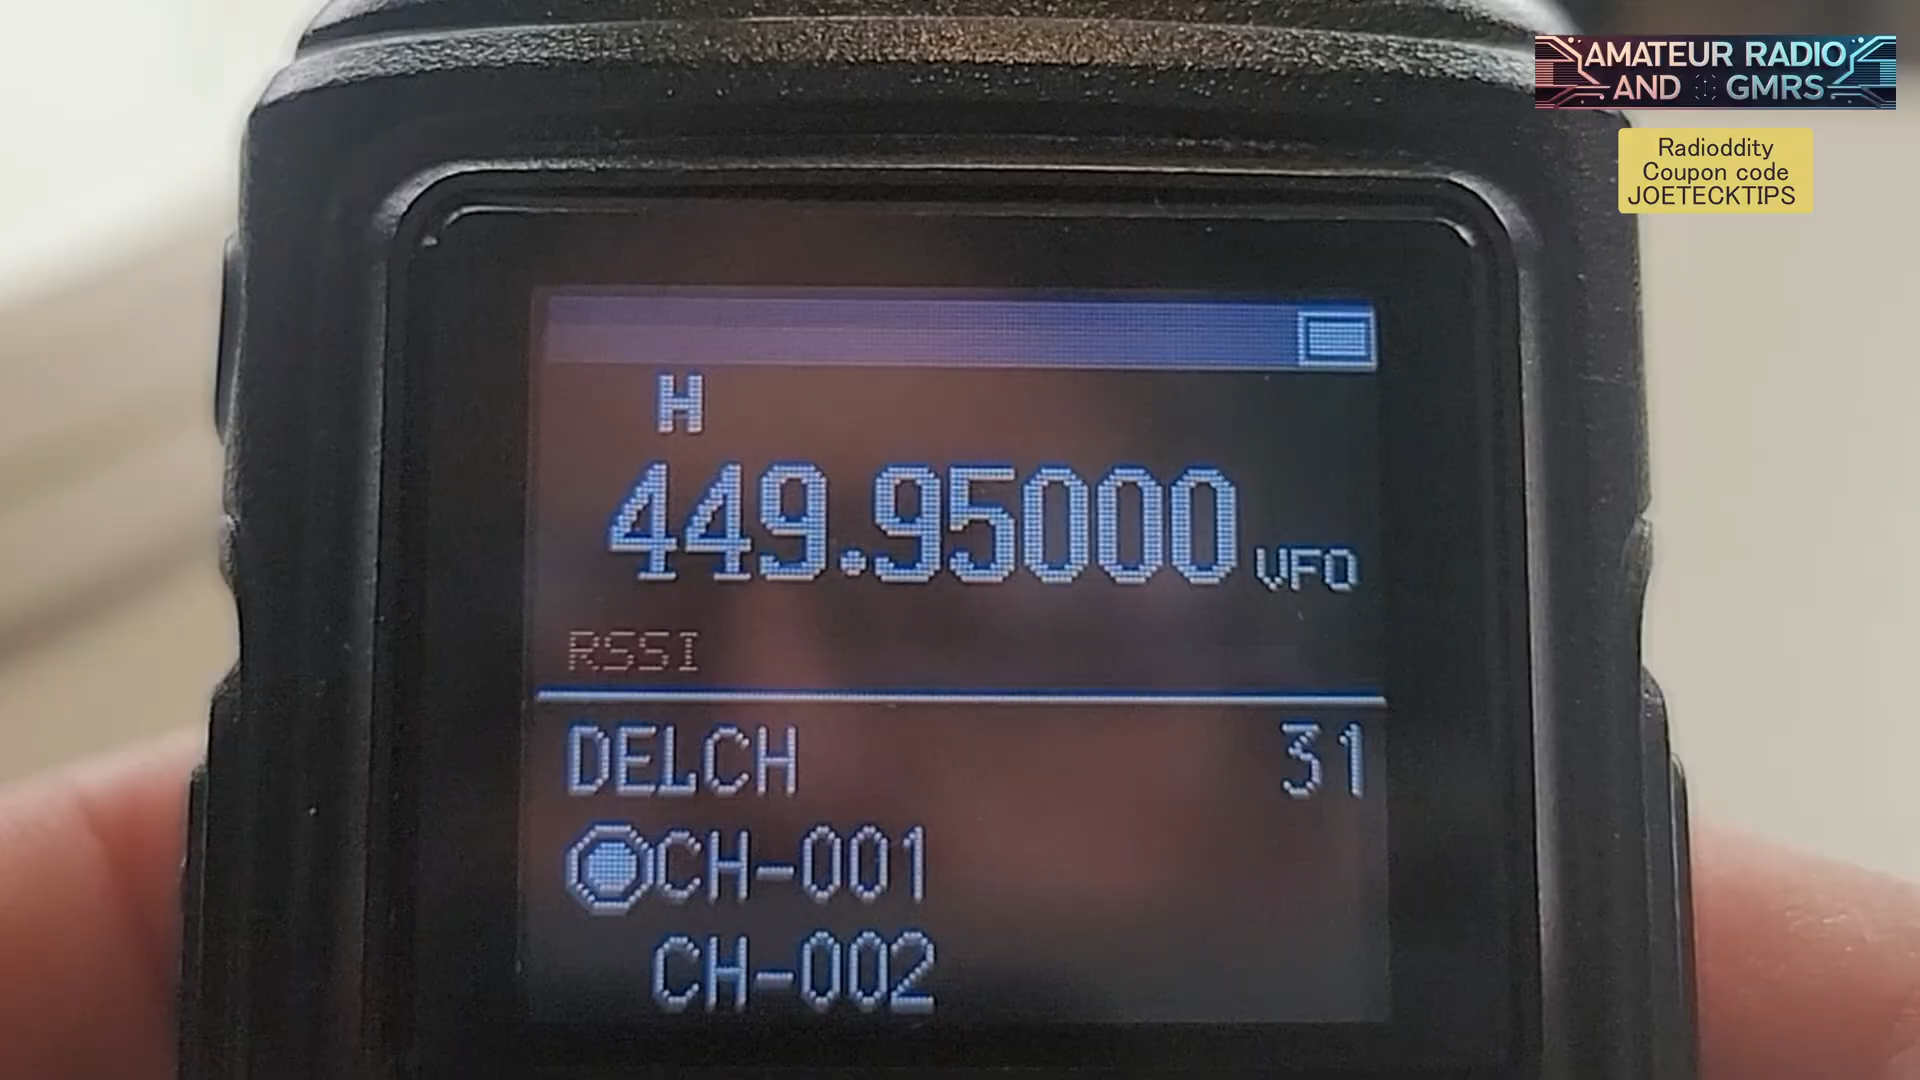 AMATEUR RADIO
AND GMRS
Radioddity
Coupon code
JOETECKTIPS
H
449.95000 VFO
RSSI
DELCH 31
CH-001
CH-002